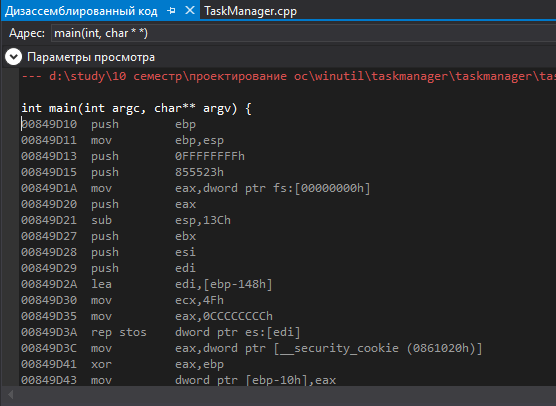 Дизассемблированный код TaskManager.cpp
Адрес: main(int, char * *)
Параметры просмотра
--- d:\study\10 семестр\проектирование ос\winutil\taskmanager\taskmanager\ta
int main(int argc, char** argv) {
00849D10 push ebp
00849D11 mov ebp,esp
00849D13 push 0FFFFFFFFh
00849D15 push 855523h
00849D1A mov eax,dword ptr fs:[00000000h]
00849D20 push eax
00849D21 sub esp,13Ch
00849D27 push ebx
00849D28 push esi
00849D29 push edi
00849D2A lea edi,[ebp-148h]
00849D30 mov ecx,4Fh
00849D35 mov eax,0CCCCCCCCh
00849D3A rep stos dword ptr es:[edi]
00849D3C mov eax,dword ptr [__security_cookie (0861020h)]
00849D41 xor eax,ebp
00849D43 mov dword ptr [ebp-10h],eax